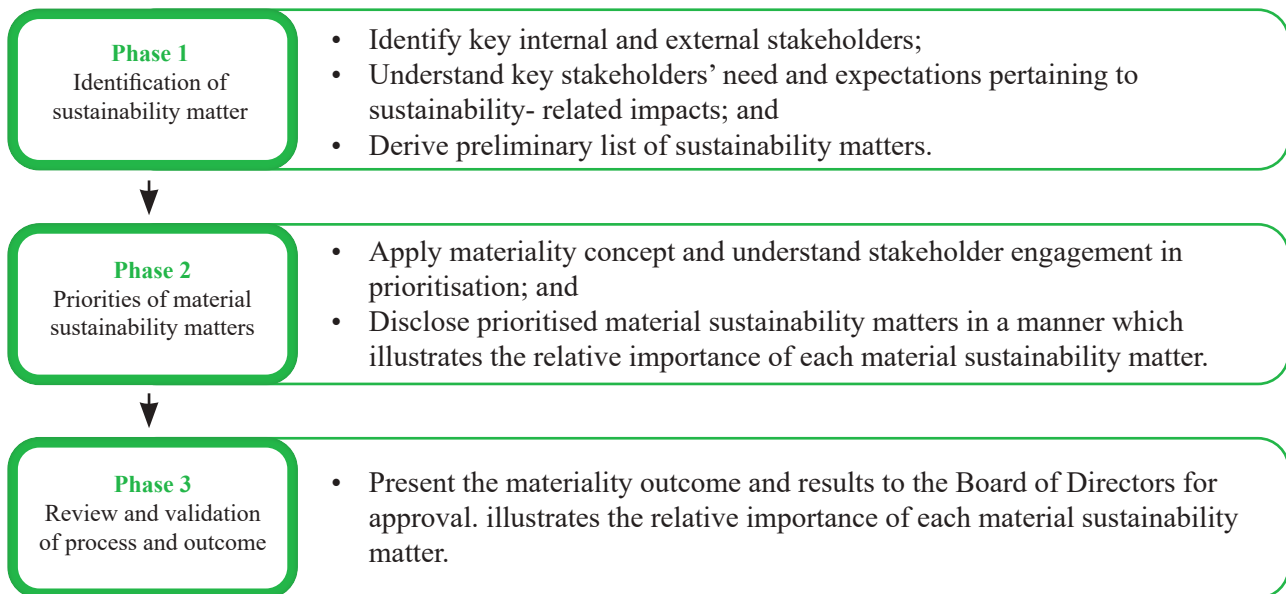 Phase 1
Identification of
sustainability matter
• Identify key internal and external stakeholders;
• Understand key stakeholders’ need and expectations pertaining to
sustainability- related impacts; and
• Derive preliminary list of sustainability matters.
Phase 2
Priorities of material
sustainability matters
• Apply materiality concept and understand stakeholder engagement in
prioritisation; and
• Disclose prioritised material sustainability matters in a manner which
illustrates the relative importance of each material sustainability matter.
Phase 3
Review and validation
of process and outcome
• Present the materiality outcome and results to the Board of Directors for
approval. illustrates the relative importance of each material sustainability
matter.